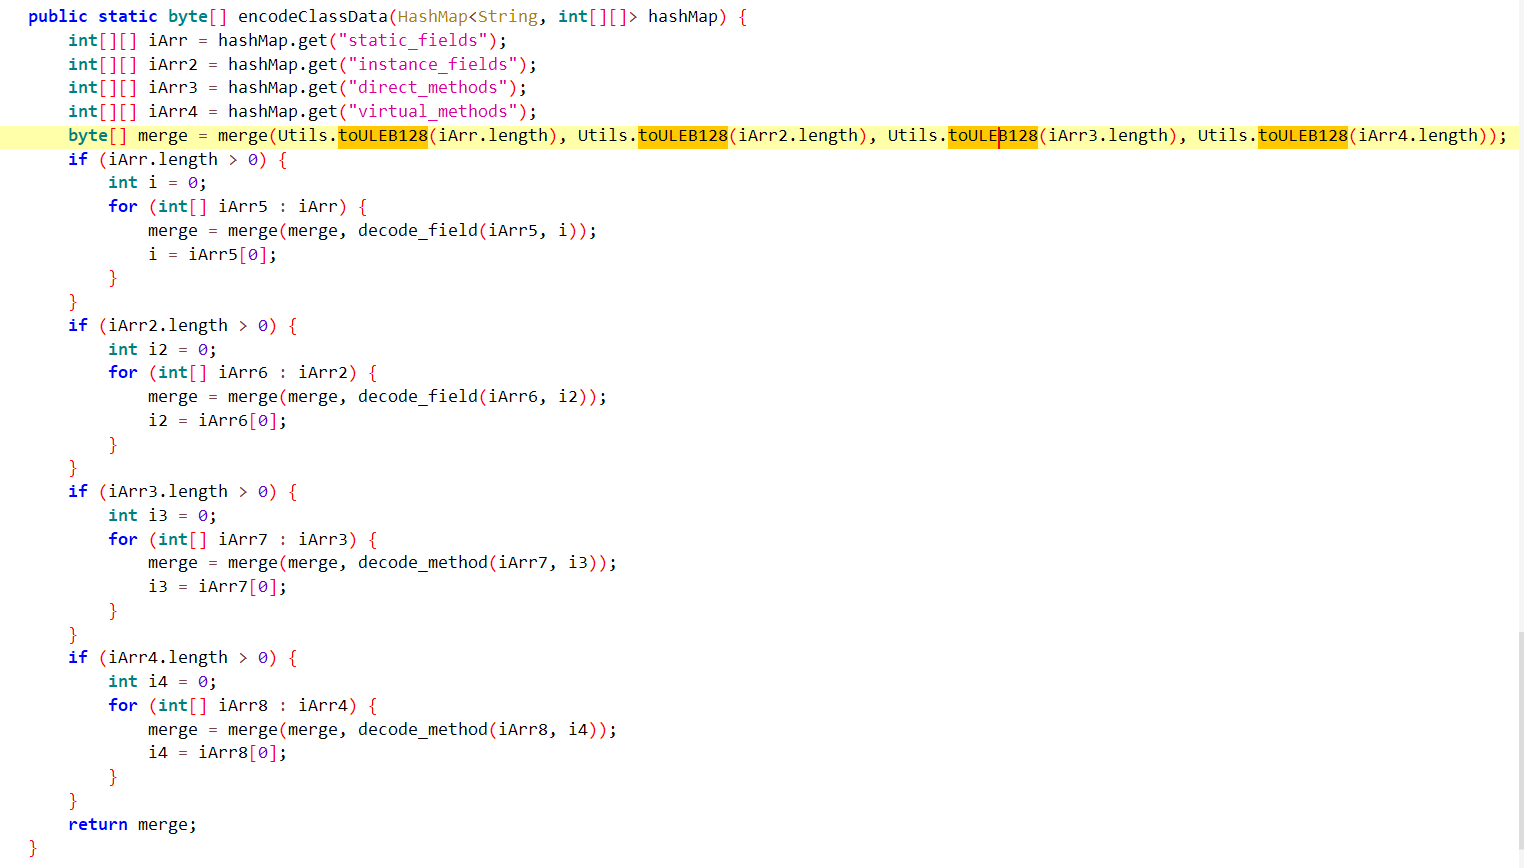 public static byte[] encodeClassData(HashMap<String, int[][]> hashMap) {
    int[][] iArr = hashMap.get("static_fields");
    int[][] iArr2 = hashMap.get("instance_fields");
    int[][] iArr3 = hashMap.get("direct_methods");
    int[][] iArr4 = hashMap.get("virtual_methods");
    byte[] merge = merge(Utils.toULEB128(iArr.length), Utils.toULEB128(iArr2.length), Utils.toULEB128(iArr3.length), Utils.toULEB128(iArr4.length));
    if (iArr.length > 0) {
        int i = 0;
        for (int[] iArr5 : iArr) {
            merge = merge(merge, decode_field(iArr5, i));
            i = iArr5[0];
        }
    }
    if (iArr2.length > 0) {
        int i2 = 0;
        for (int[] iArr6 : iArr2) {
            merge = merge(merge, decode_field(iArr6, i2));
            i2 = iArr6[0];
        }
    }
    if (iArr3.length > 0) {
        int i3 = 0;
        for (int[] iArr7 : iArr3) {
            merge = merge(merge, decode_method(iArr7, i3));
            i3 = iArr7[0];
        }
    }
    if (iArr4.length > 0) {
        int i4 = 0;
        for (int[] iArr8 : iArr4) {
            merge = merge(merge, decode_method(iArr8, i4));
            i4 = iArr8[0];
        }
    }
    return merge;
}